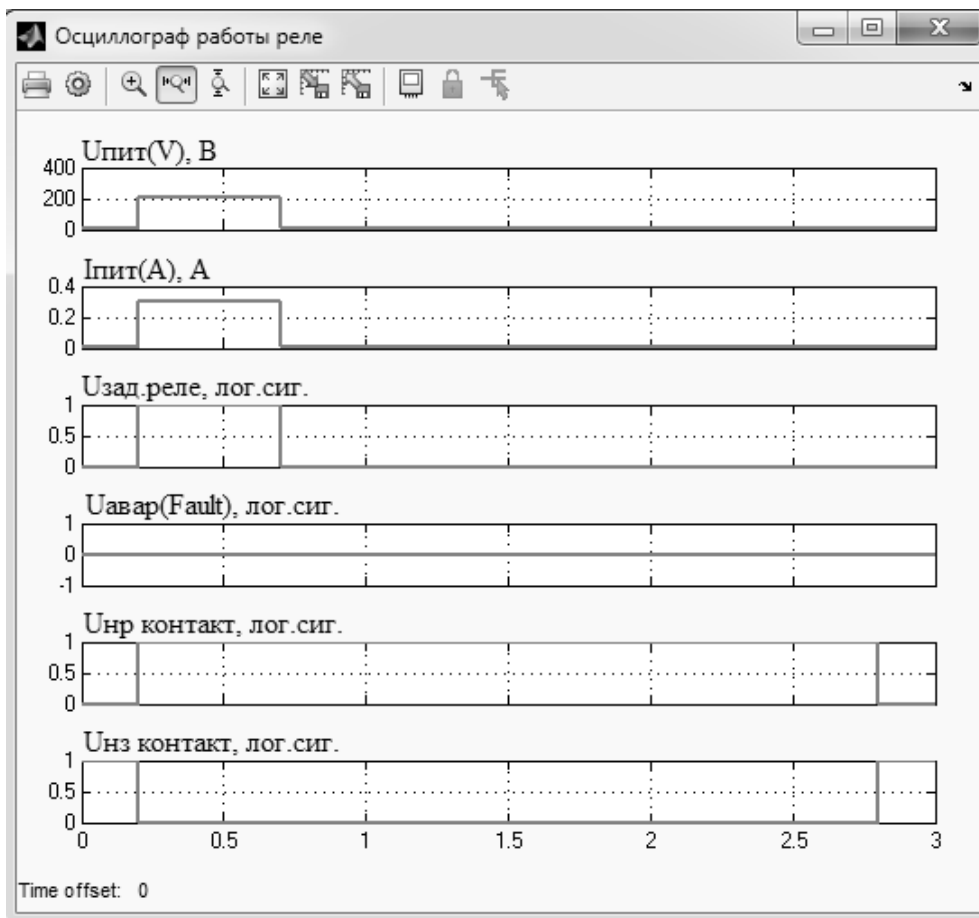 Осциллограф работы реле
Uпит(V), В
400
200
0
Iпит(A), А
0.4
0.2
0
Uзад.реле, лог.сиг.
1
0.5
0
Uавар(Fault), лог.сиг.
1
0
-1
Uнр контакт, лог.сиг.
1
0.5
0
Uнз контакт, лог.сиг.
1
0.5
0
0 0.5 1 1.5 2 2.5 3
Time offset: 0